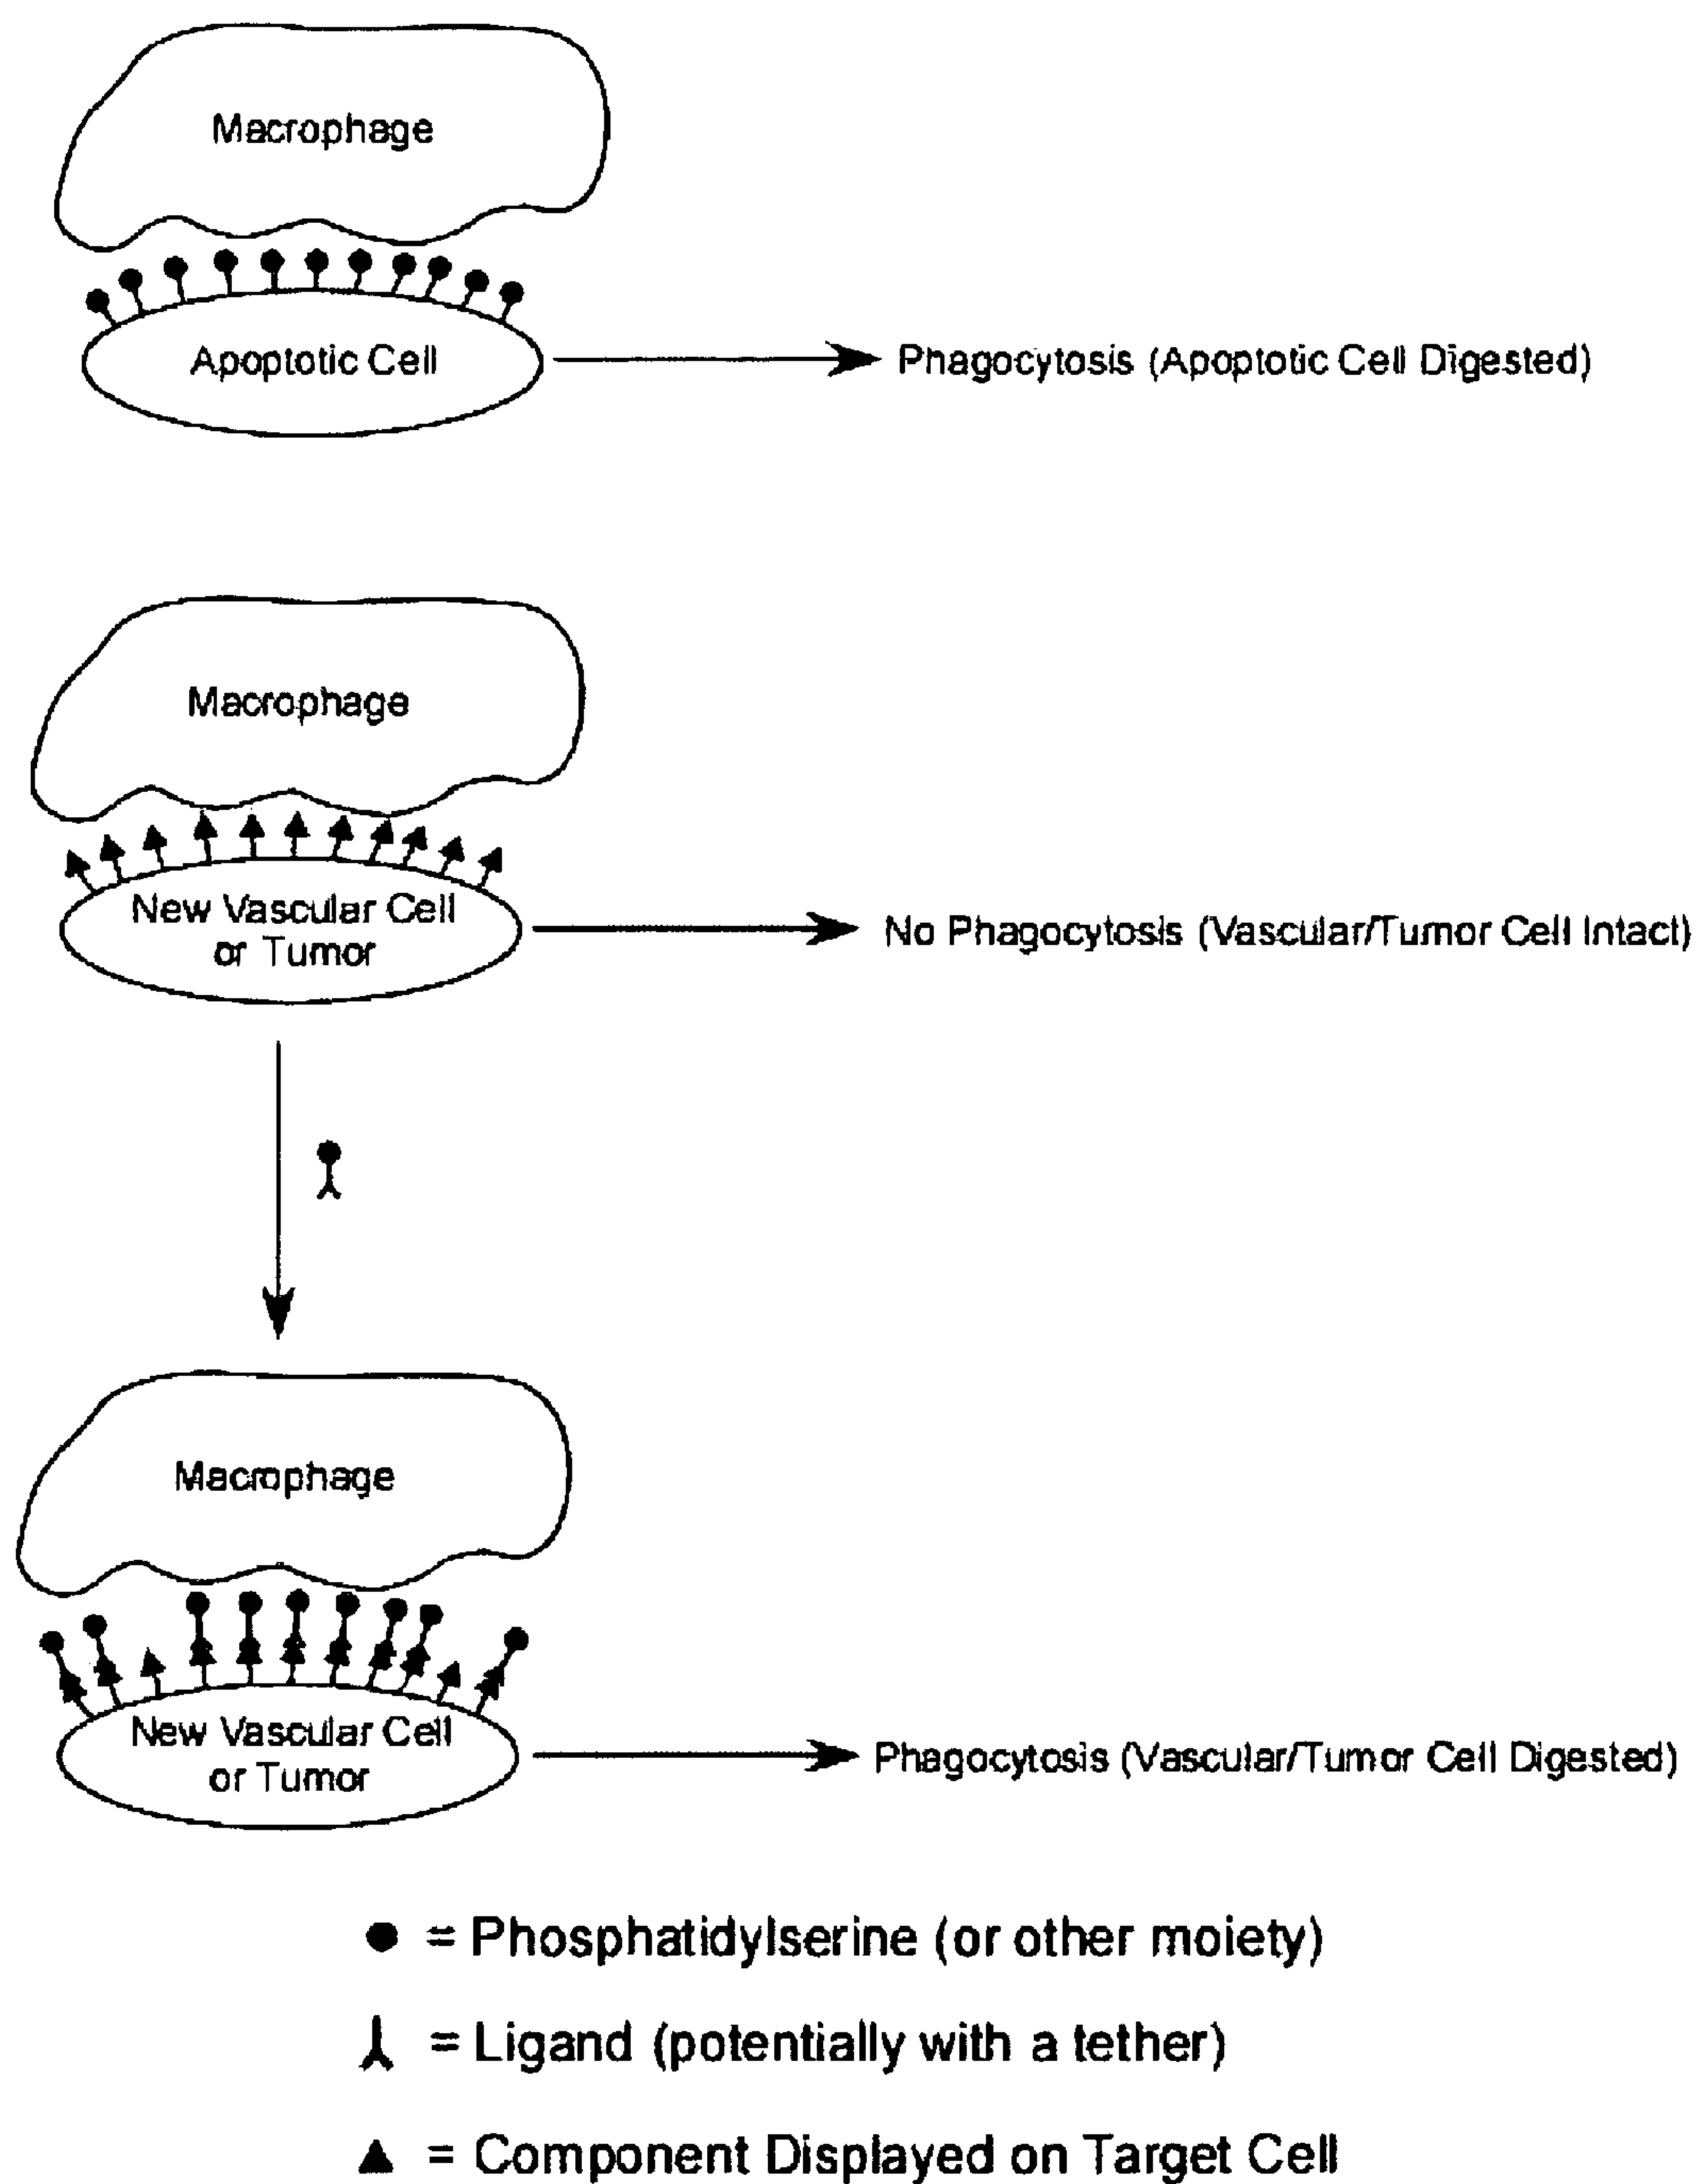 Macrophage
Apoptotic Cell
Phagocytosis (Apoptotic Cell Digested)
Macrophage
New Vascular Cell
or Tumor
No Phagocytosis (Vascular/Tumor Cell Intact)
Macrophage
New Vascular Cell
or Tumor
Phagocytosis (Vascular/Tumor Cell Digested)
= Phosphatidylserine (or other moiety)
= Ligand (potentially with a tether)
= Component Displayed on Target Cell